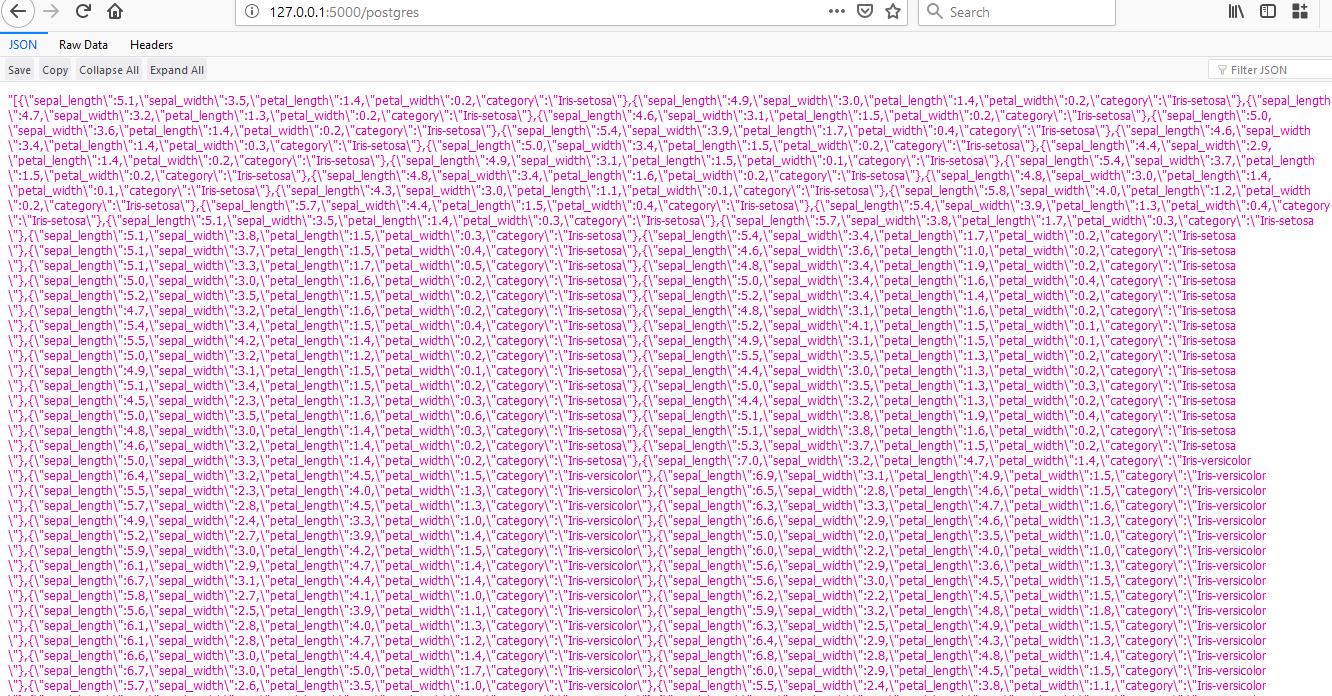 127.0.0.1:5000/postgres
Search
JSON Raw Data Headers
Save Copy Collapse All Expand All Filter JSON
"[{\"sepal_length\":5.1,\"sepal_width\":3.5,\"petal_length\":1.4,\"petal_width\":0.2,\"category\":\"Iris-setosa\"},{\"sepal_length\":4.9,\"sepal_width\":3.0,\"petal_length\":1.4,\"petal_width\":0.2,\"category\":\"Iris-setosa\"},{\"sepal_length
\":4.7,\"sepal_width\":3.2,\"petal_length\":1.3,\"petal_width\":0.2,\"category\":\"Iris-setosa\"},{\"sepal_length\":4.6,\"sepal_width\":3.1,\"petal_length\":1.5,\"petal_width\":0.2,\"category\":\"Iris-setosa\"},{\"sepal_length\":5.0,
\"sepal_width\":3.6,\"petal_length\":1.4,\"petal_width\":0.2,\"category\":\"Iris-setosa\"},{\"sepal_length\":5.4,\"sepal_width\":3.9,\"petal_length\":1.7,\"petal_width\":0.4,\"category\":\"Iris-setosa\"},{\"sepal_length\":4.6,\"sepal_width
\":3.4,\"petal_length\":1.4,\"petal_width\":0.3,\"category\":\"Iris-setosa\"},{\"sepal_length\":5.0,\"sepal_width\":3.4,\"petal_length\":1.5,\"petal_width\":0.2,\"category\":\"Iris-setosa\"},{\"sepal_length\":4.4,\"sepal_width\":2.9,
\"petal_length\":1.4,\"petal_width\":0.2,\"category\":\"Iris-setosa\"},{\"sepal_length\":4.9,\"sepal_width\":3.1,\"petal_length\":1.5,\"petal_width\":0.1,\"category\":\"Iris-setosa\"},{\"sepal_length\":5.4,\"sepal_width\":3.7,\"petal_length
\":1.5,\"petal_width\":0.2,\"category\":\"Iris-setosa\"},{\"sepal_length\":4.8,\"sepal_width\":3.4,\"petal_length\":1.6,\"petal_width\":0.2,\"category\":\"Iris-setosa\"},{\"sepal_length\":4.8,\"sepal_width\":3.0,\"petal_length\":1.4,
\"petal_width\":0.1,\"category\":\"Iris-setosa\"},{\"sepal_length\":4.3,\"sepal_width\":3.0,\"petal_length\":1.1,\"petal_width\":0.1,\"category\":\"Iris-setosa\"},{\"sepal_length\":5.8,\"sepal_width\":4.0,\"petal_length\":1.2,\"petal_width
\":0.2,\"category\":\"Iris-setosa\"},{\"sepal_length\":5.7,\"sepal_width\":4.4,\"petal_length\":1.5,\"petal_width\":0.4,\"category\":\"Iris-setosa\"},{\"sepal_length\":5.4,\"sepal_width\":3.9,\"petal_length\":1.3,\"petal_width\":0.4,\"category
\":\"Iris-setosa\"},{\"sepal_length\":5.1,\"sepal_width\":3.5,\"petal_length\":1.4,\"petal_width\":0.3,\"category\":\"Iris-setosa\"},{\"sepal_length\":5.7,\"sepal_width\":3.8,\"petal_length\":1.7,\"petal_width\":0.3,\"category\":\"Iris-setosa
\"},{\"sepal_length\":5.1,\"sepal_width\":3.8,\"petal_length\":1.5,\"petal_width\":0.3,\"category\":\"Iris-setosa\"},{\"sepal_length\":5.4,\"sepal_width\":3.4,\"petal_length\":1.7,\"petal_width\":0.2,\"category\":\"Iris-setosa
\"},{\"sepal_length\":5.1,\"sepal_width\":3.7,\"petal_length\":1.5,\"petal_width\":0.4,\"category\":\"Iris-setosa\"},{\"sepal_length\":4.6,\"sepal_width\":3.6,\"petal_length\":1.0,\"petal_width\":0.2,\"category\":\"Iris-setosa
\"},{\"sepal_length\":5.1,\"sepal_width\":3.3,\"petal_length\":1.7,\"petal_width\":0.5,\"category\":\"Iris-setosa\"},{\"sepal_length\":4.8,\"sepal_width\":3.4,\"petal_length\":1.9,\"petal_width\":0.2,\"category\":\"Iris-setosa
\"},{\"sepal_length\":5.0,\"sepal_width\":3.0,\"petal_length\":1.6,\"petal_width\":0.2,\"category\":\"Iris-setosa\"},{\"sepal_length\":5.0,\"sepal_width\":3.4,\"petal_length\":1.6,\"petal_width\":0.4,\"category\":\"Iris-setosa
\"},{\"sepal_length\":5.2,\"sepal_width\":3.5,\"petal_length\":1.5,\"petal_width\":0.2,\"category\":\"Iris-setosa\"},{\"sepal_length\":5.2,\"sepal_width\":3.4,\"petal_length\":1.4,\"petal_width\":0.2,\"category\":\"Iris-setosa
\"},{\"sepal_length\":4.7,\"sepal_width\":3.2,\"petal_length\":1.6,\"petal_width\":0.2,\"category\":\"Iris-setosa\"},{\"sepal_length\":4.8,\"sepal_width\":3.1,\"petal_length\":1.6,\"petal_width\":0.2,\"category\":\"Iris-setosa
\"},{\"sepal_length\":5.4,\"sepal_width\":3.4,\"petal_length\":1.5,\"petal_width\":0.4,\"category\":\"Iris-setosa\"},{\"sepal_length\":5.2,\"sepal_width\":4.1,\"petal_length\":1.5,\"petal_width\":0.1,\"category\":\"Iris-setosa
\"},{\"sepal_length\":5.5,\"sepal_width\":4.2,\"petal_length\":1.4,\"petal_width\":0.2,\"category\":\"Iris-setosa\"},{\"sepal_length\":4.9,\"sepal_width\":3.1,\"petal_length\":1.5,\"petal_width\":0.1,\"category\":\"Iris-setosa
\"},{\"sepal_length\":5.0,\"sepal_width\":3.2,\"petal_length\":1.2,\"petal_width\":0.2,\"category\":\"Iris-setosa\"},{\"sepal_length\":5.5,\"sepal_width\":3.5,\"petal_length\":1.3,\"petal_width\":0.2,\"category\":\"Iris-setosa
\"},{\"sepal_length\":4.9,\"sepal_width\":3.1,\"petal_length\":1.5,\"petal_width\":0.1,\"category\":\"Iris-setosa\"},{\"sepal_length\":4.4,\"sepal_width\":3.0,\"petal_length\":1.3,\"petal_width\":0.2,\"category\":\"Iris-setosa
\"},{\"sepal_length\":5.1,\"sepal_width\":3.4,\"petal_length\":1.5,\"petal_width\":0.2,\"category\":\"Iris-setosa\"},{\"sepal_length\":5.0,\"sepal_width\":3.5,\"petal_length\":1.3,\"petal_width\":0.3,\"category\":\"Iris-setosa
\"},{\"sepal_length\":4.5,\"sepal_width\":2.3,\"petal_length\":1.3,\"petal_width\":0.3,\"category\":\"Iris-setosa\"},{\"sepal_length\":4.4,\"sepal_width\":3.2,\"petal_length\":1.3,\"petal_width\":0.2,\"category\":\"Iris-setosa
\"},{\"sepal_length\":5.0,\"sepal_width\":3.5,\"petal_length\":1.6,\"petal_width\":0.6,\"category\":\"Iris-setosa\"},{\"sepal_length\":5.1,\"sepal_width\":3.8,\"petal_length\":1.9,\"petal_width\":0.4,\"category\":\"Iris-setosa
\"},{\"sepal_length\":4.8,\"sepal_width\":3.0,\"petal_length\":1.4,\"petal_width\":0.3,\"category\":\"Iris-setosa\"},{\"sepal_length\":5.1,\"sepal_width\":3.8,\"petal_length\":1.6,\"petal_width\":0.2,\"category\":\"Iris-setosa
\"},{\"sepal_length\":4.6,\"sepal_width\":3.2,\"petal_length\":1.4,\"petal_width\":0.2,\"category\":\"Iris-setosa\"},{\"sepal_length\":5.3,\"sepal_width\":3.7,\"petal_length\":1.5,\"petal_width\":0.2,\"category\":\"Iris-setosa
\"},{\"sepal_length\":5.0,\"sepal_width\":3.3,\"petal_length\":1.4,\"petal_width\":0.2,\"category\":\"Iris-setosa\"},{\"sepal_length\":7.0,\"sepal_width\":3.2,\"petal_length\":4.7,\"petal_width\":1.4,\"category\":\"Iris-versicolor
\"},{\"sepal_length\":6.4,\"sepal_width\":3.2,\"petal_length\":4.5,\"petal_width\":1.5,\"category\":\"Iris-versicolor\"},{\"sepal_length\":6.9,\"sepal_width\":3.1,\"petal_length\":4.9,\"petal_width\":1.5,\"category\":\"Iris-versicolor
\"},{\"sepal_length\":5.5,\"sepal_width\":2.3,\"petal_length\":4.0,\"petal_width\":1.3,\"category\":\"Iris-versicolor\"},{\"sepal_length\":6.5,\"sepal_width\":2.8,\"petal_length\":4.6,\"petal_width\":1.5,\"category\":\"Iris-versicolor
\"},{\"sepal_length\":5.7,\"sepal_width\":2.8,\"petal_length\":4.5,\"petal_width\":1.3,\"category\":\"Iris-versicolor\"},{\"sepal_length\":6.3,\"sepal_width\":3.3,\"petal_length\":4.7,\"petal_width\":1.6,\"category\":\"Iris-versicolor
\"},{\"sepal_length\":4.9,\"sepal_width\":2.4,\"petal_length\":3.3,\"petal_width\":1.0,\"category\":\"Iris-versicolor\"},{\"sepal_length\":6.6,\"sepal_width\":2.9,\"petal_length\":4.6,\"petal_width\":1.3,\"category\":\"Iris-versicolor
\"},{\"sepal_length\":5.2,\"sepal_width\":2.7,\"petal_length\":3.9,\"petal_width\":1.4,\"category\":\"Iris-versicolor\"},{\"sepal_length\":5.0,\"sepal_width\":2.0,\"petal_length\":3.5,\"petal_width\":1.0,\"category\":\"Iris-versicolor
\"},{\"sepal_length\":5.9,\"sepal_width\":3.0,\"petal_length\":4.2,\"petal_width\":1.5,\"category\":\"Iris-versicolor\"},{\"sepal_length\":6.0,\"sepal_width\":2.2,\"petal_length\":4.0,\"petal_width\":1.0,\"category\":\"Iris-versicolor
\"},{\"sepal_length\":6.1,\"sepal_width\":2.9,\"petal_length\":4.7,\"petal_width\":1.4,\"category\":\"Iris-versicolor\"},{\"sepal_length\":5.6,\"sepal_width\":2.9,\"petal_length\":3.6,\"petal_width\":1.3,\"category\":\"Iris-versicolor
\"},{\"sepal_length\":6.7,\"sepal_width\":3.1,\"petal_length\":4.4,\"petal_width\":1.4,\"category\":\"Iris-versicolor\"},{\"sepal_length\":5.6,\"sepal_width\":3.0,\"petal_length\":4.5,\"petal_width\":1.5,\"category\":\"Iris-versicolor
\"},{\"sepal_length\":5.8,\"sepal_width\":2.7,\"petal_length\":4.1,\"petal_width\":1.0,\"category\":\"Iris-versicolor\"},{\"sepal_length\":6.2,\"sepal_width\":2.2,\"petal_length\":4.5,\"petal_width\":1.5,\"category\":\"Iris-versicolor
\"},{\"sepal_length\":5.6,\"sepal_width\":2.5,\"petal_length\":3.9,\"petal_width\":1.1,\"category\":\"Iris-versicolor\"},{\"sepal_length\":5.9,\"sepal_width\":3.2,\"petal_length\":4.8,\"petal_width\":1.8,\"category\":\"Iris-versicolor
\"},{\"sepal_length\":6.1,\"sepal_width\":2.8,\"petal_length\":4.0,\"petal_width\":1.3,\"category\":\"Iris-versicolor\"},{\"sepal_length\":6.3,\"sepal_width\":2.5,\"petal_length\":4.9,\"petal_width\":1.5,\"category\":\"Iris-versicolor
\"},{\"sepal_length\":6.1,\"sepal_width\":2.8,\"petal_length\":4.7,\"petal_width\":1.2,\"category\":\"Iris-versicolor\"},{\"sepal_length\":6.4,\"sepal_width\":2.9,\"petal_length\":4.3,\"petal_width\":1.3,\"category\":\"Iris-versicolor
\"},{\"sepal_length\":6.6,\"sepal_width\":3.0,\"petal_length\":4.4,\"petal_width\":1.4,\"category\":\"Iris-versicolor\"},{\"sepal_length\":6.8,\"sepal_width\":2.8,\"petal_length\":4.8,\"petal_width\":1.4,\"category\":\"Iris-versicolor
\"},{\"sepal_length\":6.7,\"sepal_width\":3.0,\"petal_length\":5.0,\"petal_width\":1.7,\"category\":\"Iris-versicolor\"},{\"sepal_length\":6.0,\"sepal_width\":2.9,\"petal_length\":4.5,\"petal_width\":1.5,\"category\":\"Iris-versicolor
\"},{\"sepal_length\":5.7,\"sepal_width\":2.6,\"petal_length\":3.5,\"petal_width\":1.0,\"category\":\"Iris-versicolor\"},{\"sepal_length\":5.5,\"sepal_width\":2.4,\"petal_length\":3.8,\"petal_width\":1.1,\"category\":\"Iris-versicolor